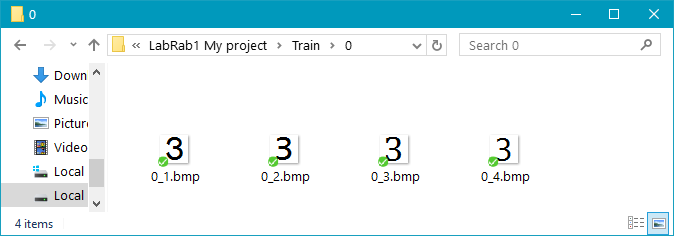 0
« LabRab1 My project > Train > 0
Search 0
Down
Music
Picture
Video
Local
Local
3 3 3 3
0_1.bmp 0_2.bmp 0_3.bmp 0_4.bmp
4 items